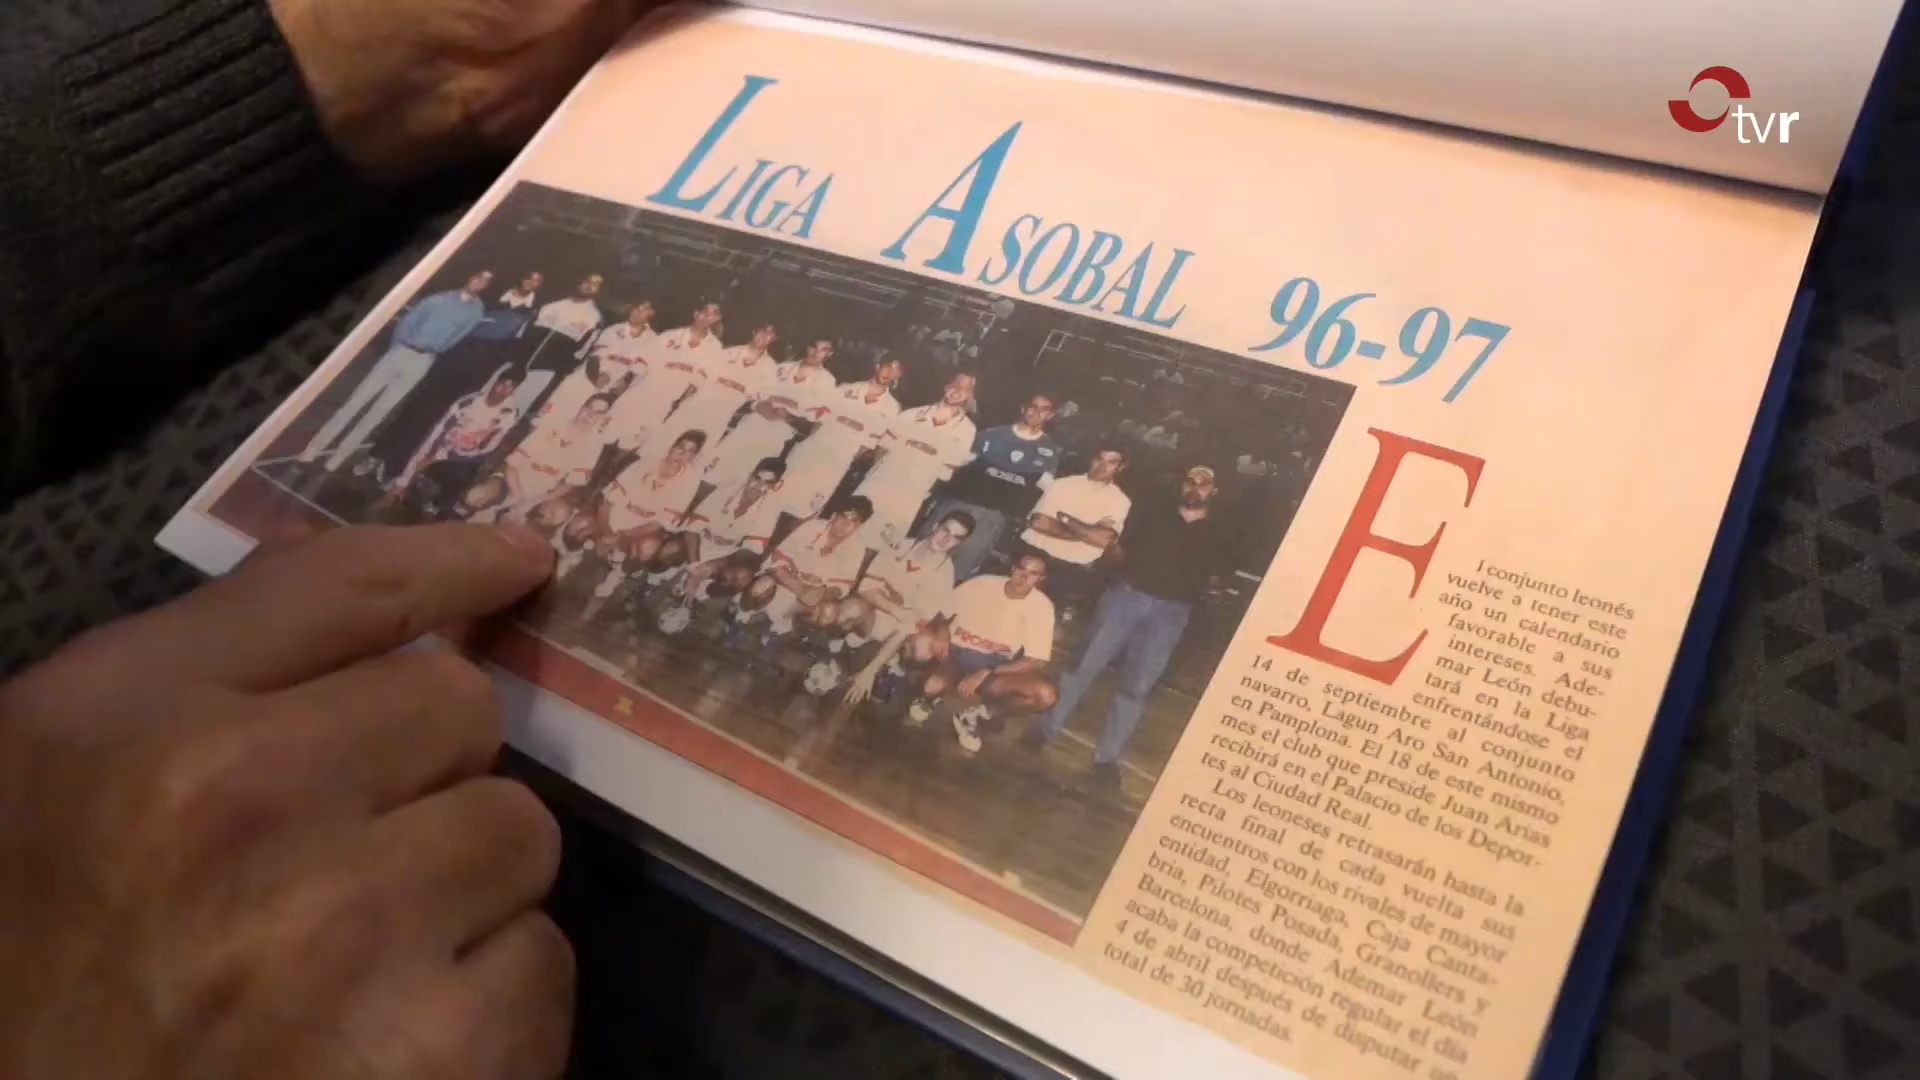 tvr
LIGA ASOBAL 96-97
El conjunto leonés
vuelve a tener este
año un calendario
favorable a sus
intereses. Ade-
mar León debu-
tará en la Liga
14 de septiembre enfrentándose el
navarro, Lagun Aro San Antonio, al conjunto
en Pamplona. El 18 de este mismo
mes el club que preside Juan Arias
recibirá en el Palacio de los Depor-
tes al Ciudad Real.
Los leoneses retrasarán hasta la
recta final de cada vuelta sus
encuentros con los rivales de mayor
entidad, Elgorriaga, Caja Canta-
bria, Pilotes Posada, Granollers y
Barcelona, donde Ademar León
acaba la competición regular el día
4 de abril después de disputar un
total de 30 jornadas.